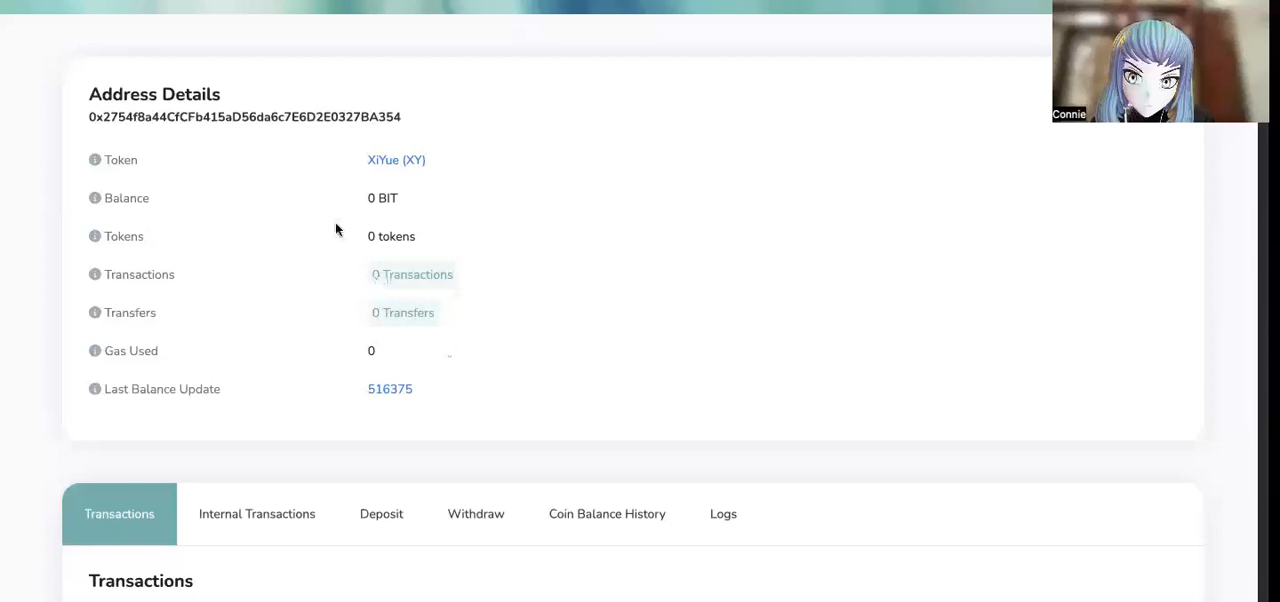 Connie
Address Details
0x2754f8a44CfCFb415aD56da6c7E6D2E0327BA354
Token XiYue (XY)
Balance 0 BIT
Tokens 0 tokens
Transactions 0 Transactions
Transfers 0 Transfers
Gas Used 0
Last Balance Update 516375
Transactions Internal Transactions Deposit Withdraw Coin Balance History Logs
Transactions